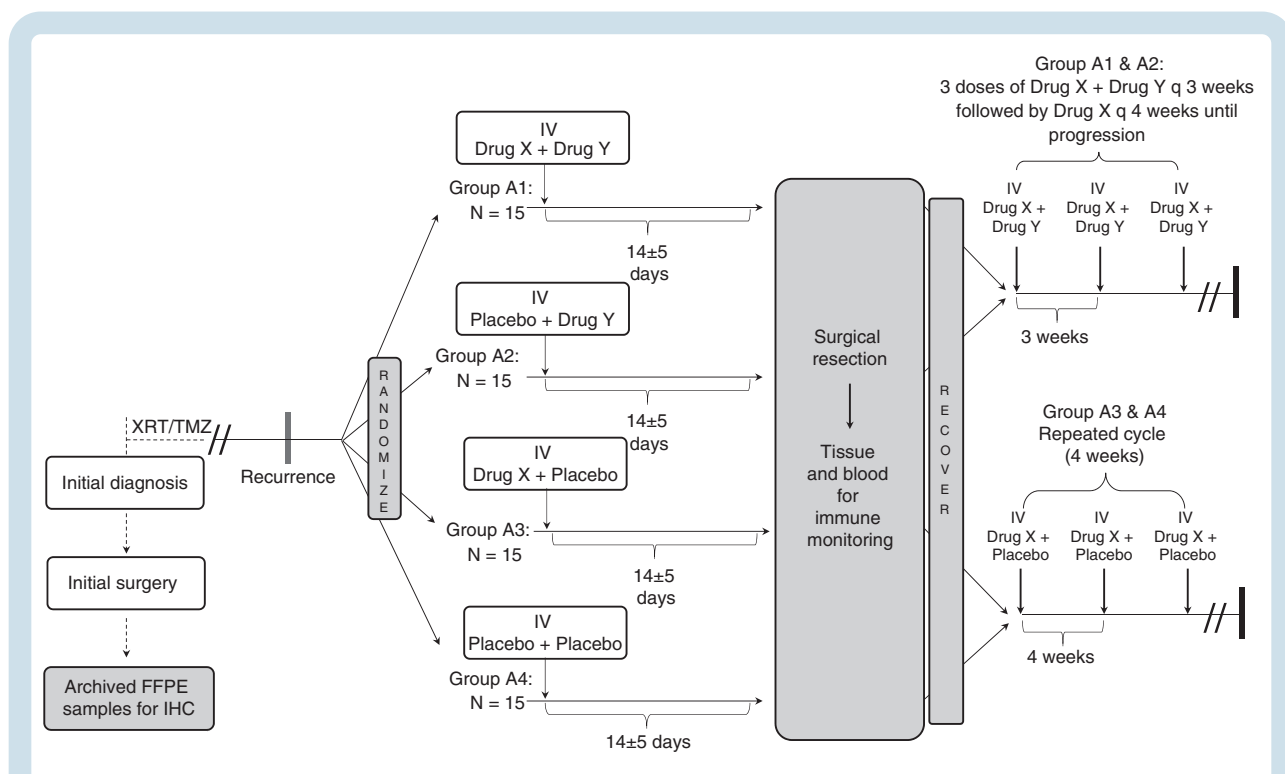 XRT/TMZ
Initial diagnosis
Initial surgery
Archived FFPE
samples for IHC
Recurrence
RANDOMIZE
IV
Drug X + Drug Y
Group A1:
N = 15
14±5
days
IV
Placebo + Drug Y
Group A2:
N = 15
14±5
days
IV
Drug X + Placebo
Group A3:
N = 15
14±5
days
IV
Placebo + Placebo
Group A4:
N = 15
14±5 days
Surgical
resection
Tissue
and blood
for
immune
monitoring
RECOVER
Group A1 & A2:
3 doses of Drug X + Drug Y q 3 weeks
followed by Drug X q 4 weeks until
progression
IV
Drug X +
Drug Y
IV
Drug X +
Drug Y
IV
Drug X +
Drug Y
3 weeks
Group A3 & A4
Repeated cycle
(4 weeks)
IV
Drug X +
Placebo
IV
Drug X +
Placebo
IV
Drug X +
Placebo
4 weeks